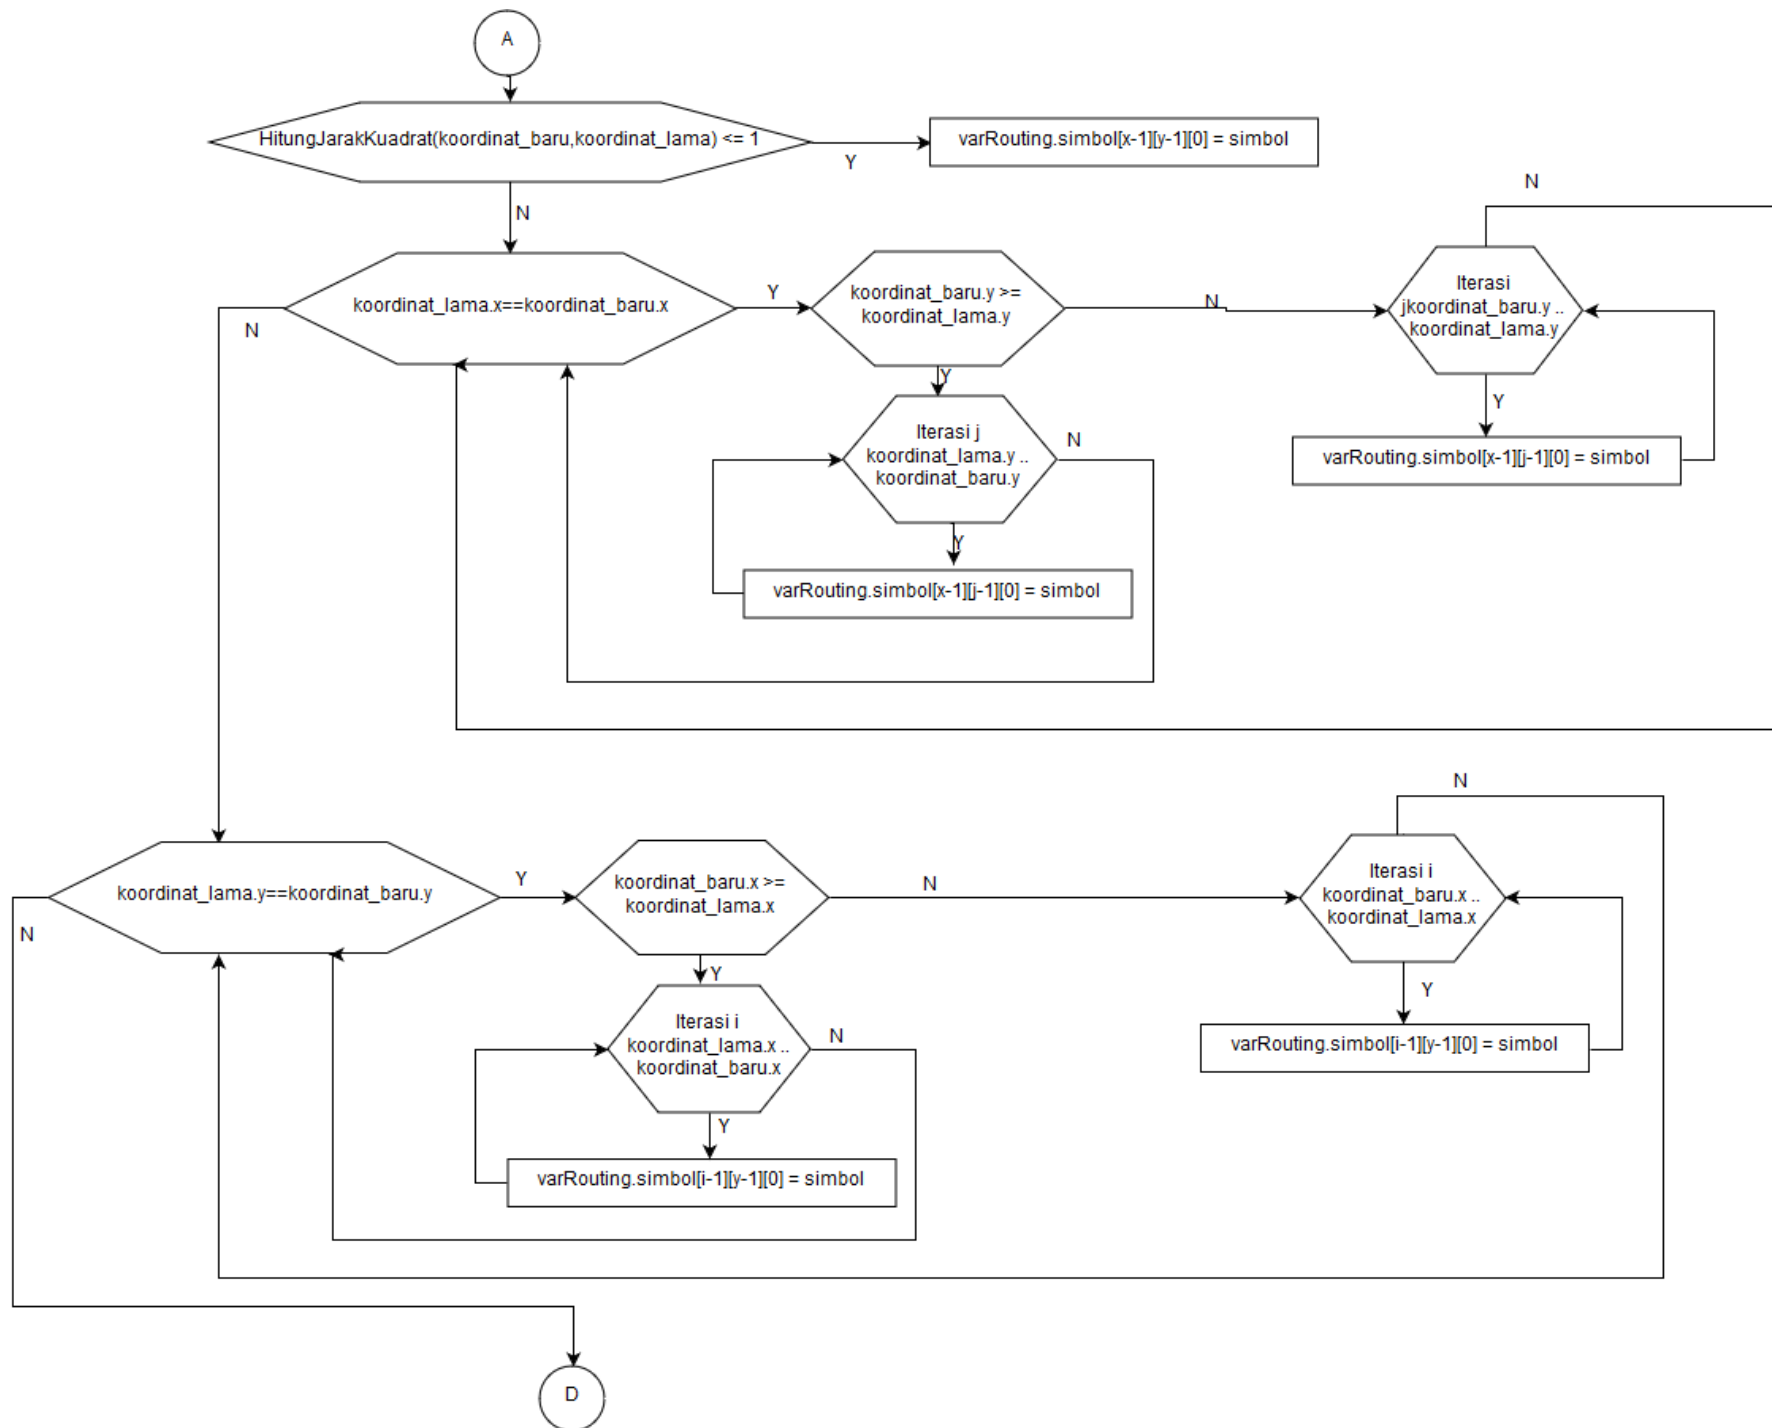 A
HitungJarakKuadrat(koordinat_baru,koordinat_lama) <= 1
Y
varRouting.simbol[x-1][y-1][0] = simbol
N
koordinat_lama.x==koordinat_baru.x
Y
N
koordinat_baru.y >=
koordinat_lama.y
N
Y
Iterasi
jkoordinat_baru.y ..
koordinat_lama.y
N
Y
varRouting.simbol[x-1][j-1][0] = simbol
Iterasi j
koordinat_lama.y ..
koordinat_baru.y
N
Y
varRouting.simbol[x-1][j-1][0] = simbol
koordinat_lama.y==koordinat_baru.y
Y
N
koordinat_baru.x >=
koordinat_lama.x
N
Y
Iterasi i
koordinat_baru.x ..
koordinat_lama.x
N
Y
varRouting.simbol[i-1][y-1][0] = simbol
Iterasi i
koordinat_lama.x ..
koordinat_baru.x
N
Y
varRouting.simbol[i-1][y-1][0] = simbol
D